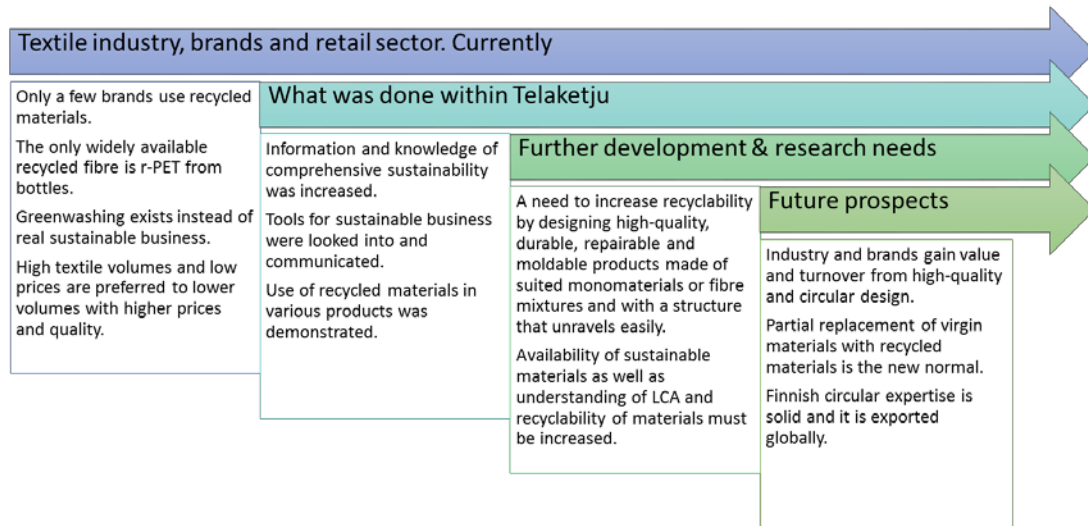 Textile industry, brands and retail sector. Currently
Only a few brands use recycled
materials.
The only widely available
recycled fibre is r-PET from
bottles.
Greenwashing exists instead of
real sustainable business.
High textile volumes and low
prices are preferred to lower
volumes with higher prices
and quality.
What was done within Telaketju
Information and knowledge of
comprehensive sustainability
was increased.
Tools for sustainable business
were looked into and
communicated.
Use of recycled materials in
various products was
demonstrated.
Further development & research needs
A need to increase recyclability
by designing high-quality,
durable, repairable and
moldable products made of
suited monomaterials or fibre
mixtures and with a structure
that unravels easily.
Availability of sustainable
materials as well as
understanding of LCA and
recyclability of materials must
be increased.
Future prospects
Industry and brands gain value
and turnover from high-quality
and circular design.
Partial replacement of virgin
materials with recycled
materials is the new normal.
Finnish circular expertise is
solid and it is exported
globally.